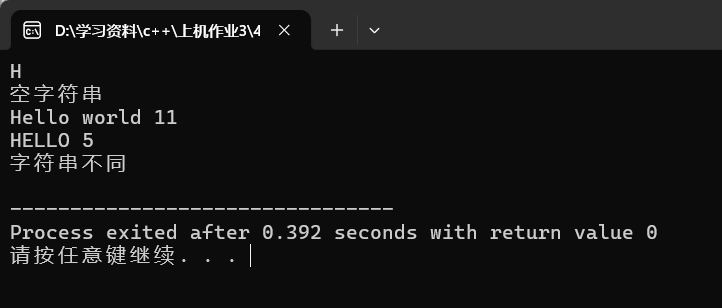 D:\学习资料\c++\上机作业3\4
H
空字符串
Hello world 11
HELLO 5
字符串不同
--------------------------------
Process exited after 0.392 seconds with return value 0
请按任意键继续. . .